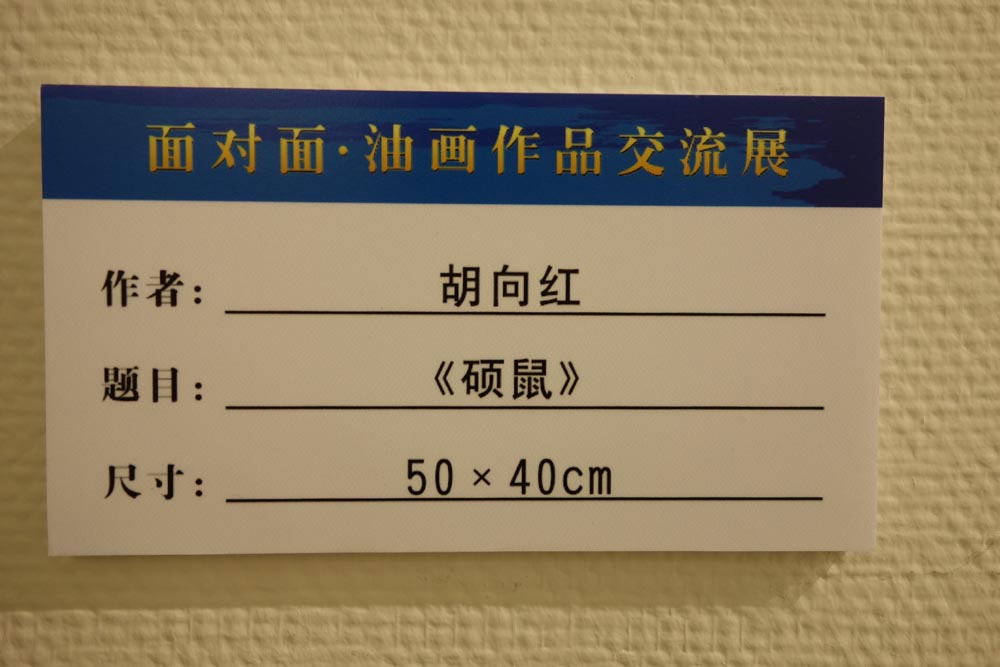 面对面·油画作品交流展
作者: 胡向红
题目: 《硕鼠》
尺寸: 50×40cm